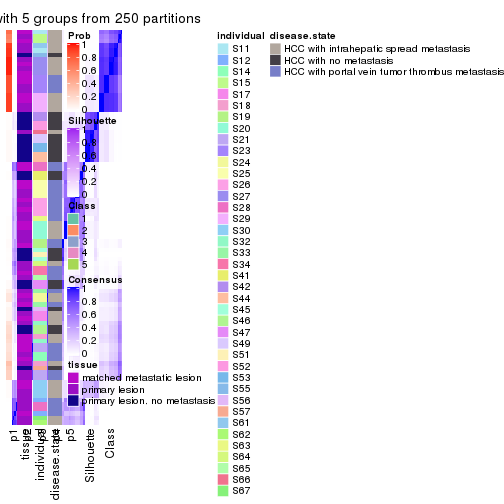 with 5 groups from 250 partitions
Prob
1
0.8
0.6
0.4
0.2
0
Silhouette
1
0.8
0.6
0.4
0.2
0
Class
1
2
3
4
5
Consensus
1
0.8
0.6
0.4
0.2
0
tissue
matched metastatic lesion
primary lesion
primary lesion. no metastasis
individual
S11
S12
S14
S15
S17
S18
S19
S20
S21
S23
S24
S25
S26
S27
S28
S29
S30
S32
S33
S34
S41
S42
S44
S45
S46
S47
S49
S51
S52
S53
S55
S56
S57
S61
S62
S63
S64
S65
S66
S67
disease.state
HCC with intrahepatic spread metastasis
HCC with no metastasis
HCC with portal vein tumor thrombus metastasis
p1
tissue
individual
disease.state
p5
Silhouette
Class